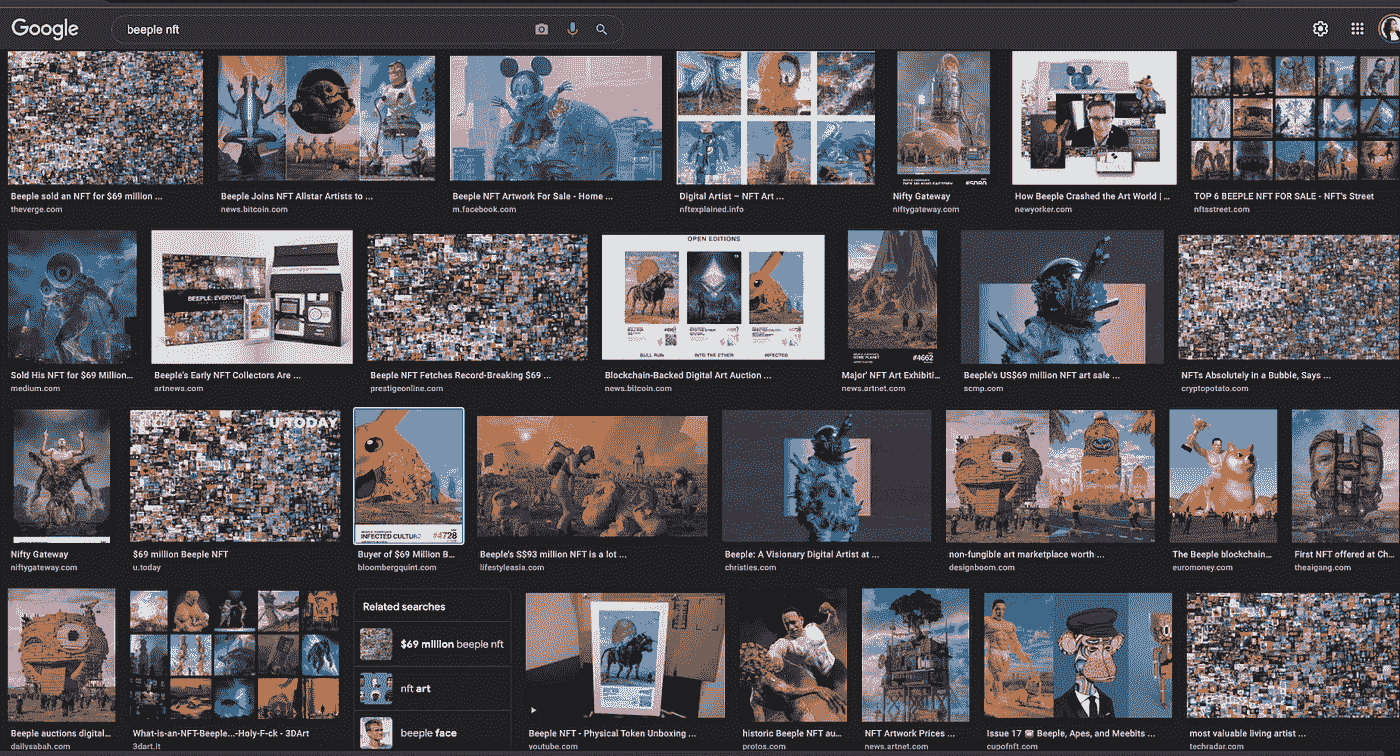 Google
beeple nft
Beeple sold an NFT for $69 million ...
theverge.com
Beeple Joins NFT Allstar Artists to ...
news.bitcoin.com
Beeple NFT Artwork For Sale - Home ...
m.facebook.com
Digital Artist – NFT Art ...
nftexplained.info
Nifty Gateway
niftygateway.com
How Beeple Crashed the Art World | ...
newyorker.com
TOP 6 BEEPLE NFT FOR SALE - NFT's Street
nftsstreet.com
BEEPLE: EVERYDAYS
OPEN EDITIONS
BULL RUN
INTO THE ETHER
INFECTED
#4662
Sold His NFT for $69 Million...
medium.com
Beeple's Early NFT Collectors Are ...
artnews.com
Beeple NFT Fetches Record-Breaking $69 ...
prestigeonline.com
Blockchain-Backed Digital Art Auction ...
news.bitcoin.com
Major' NFT Art Exhibiti...
news.artnet.com
Beeple's US$69 million NFT art sale ...
scmp.com
NFTs Absolutely in a Bubble, Says ...
cryptopotato.com
U TODAY
INFECTED CULTURE #4728
Nifty Gateway
niftygateway.com
$69 million Beeple NFT
u.today
Buyer of $69 Million B...
bloombergquint.com
Beeple's S$93 million NFT is a lot ...
lifestyleasia.com
Beeple: A Visionary Digital Artist at ...
christies.com
non-fungible art marketplace worth ...
designboom.com
The Beeple blockchain...
euromoney.com
First NFT offered at Ch...
theaigang.com
Related searches
$69 million beeple nft
nft art
beeple face
Beeple auctions digital...
dailysabah.com
What-is-an-NFT-Beeple...-Holy-F-ck - 3DArt
3dart.it
Beeple NFT - Physical Token Unboxing ...
youtube.com
historic Beeple NFT au...
protos.com
NFT Artwork Prices ...
news.artnet.com
Issue 17 Beeple, Apes, and Meebits ...
cupofnft.com
most valuable living artist ...
techradar.com